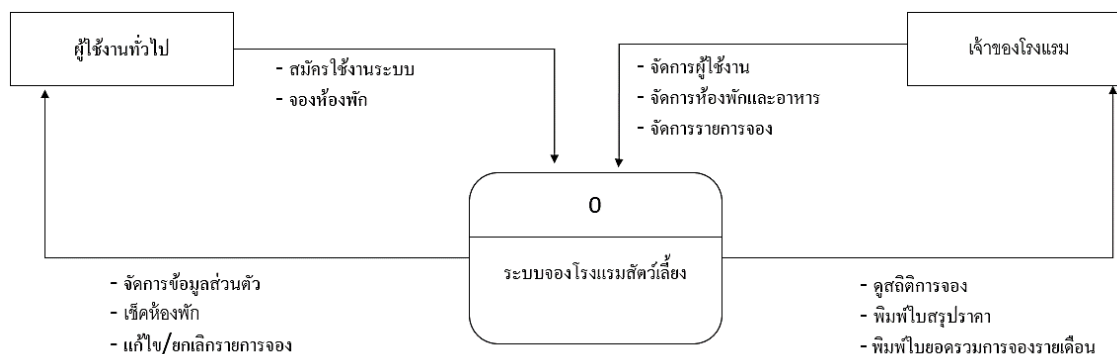 ผู้ใช้งานทั่วไป
เจ้าของโรงแรม
- สมัครใช้งานระบบ
- จองห้องพัก
- จัดการผู้ใช้งาน
- จัดการห้องพักและอาหาร
- จัดการรายการจอง
0
ระบบจองโรงแรมสัตว์เลี้ยง
- จัดการข้อมูลส่วนตัว
- เช็คห้องพัก
- แก้ไข/ยกเลิกรายการจอง
- ดูสถิติการจอง
- พิมพ์ใบสรุปราคา
- พิมพ์ใบยอดรวมการจองรายเดือน